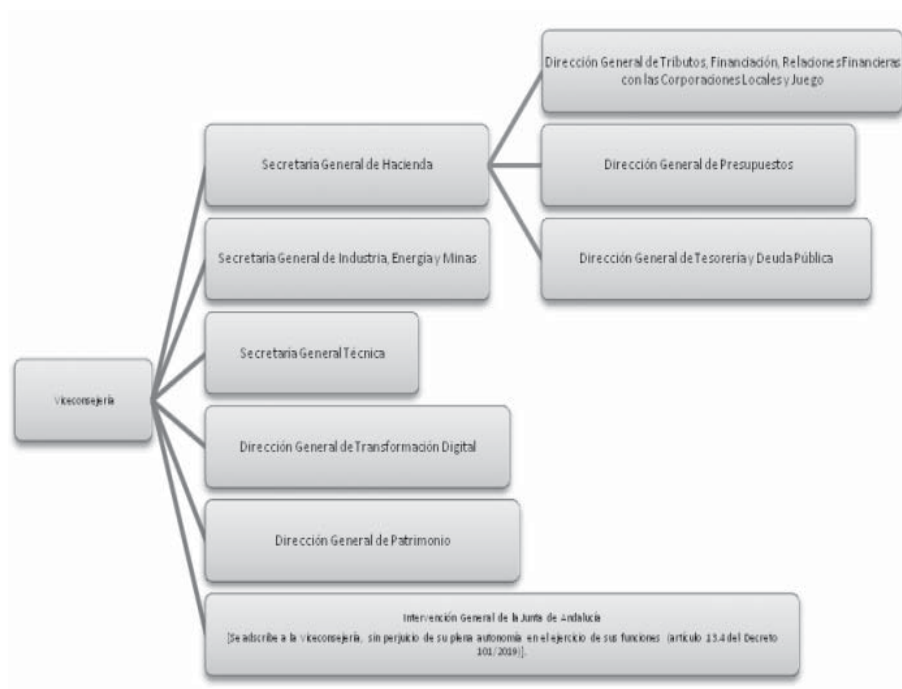 Viceconsejería
Secretaría General de Hacienda
Dirección General de Tributos, Financiación, Relaciones Financieras
con las Corporaciones Locales y Juego
Dirección General de Presupuestos
Dirección General de Tesorería y Deuda Pública
Secretaría General de Industria, Energía y Minas
Secretaría General Técnica
Dirección General de Transformación Digital
Dirección General de Patrimonio
Intervención General de la Junta de Andalucía
[Se adscribe a la Viceconsejería, sin perjuicio de su plena autonomía en el ejercicio de sus funciones (artículo 13.4 del Decreto
101/2019)].